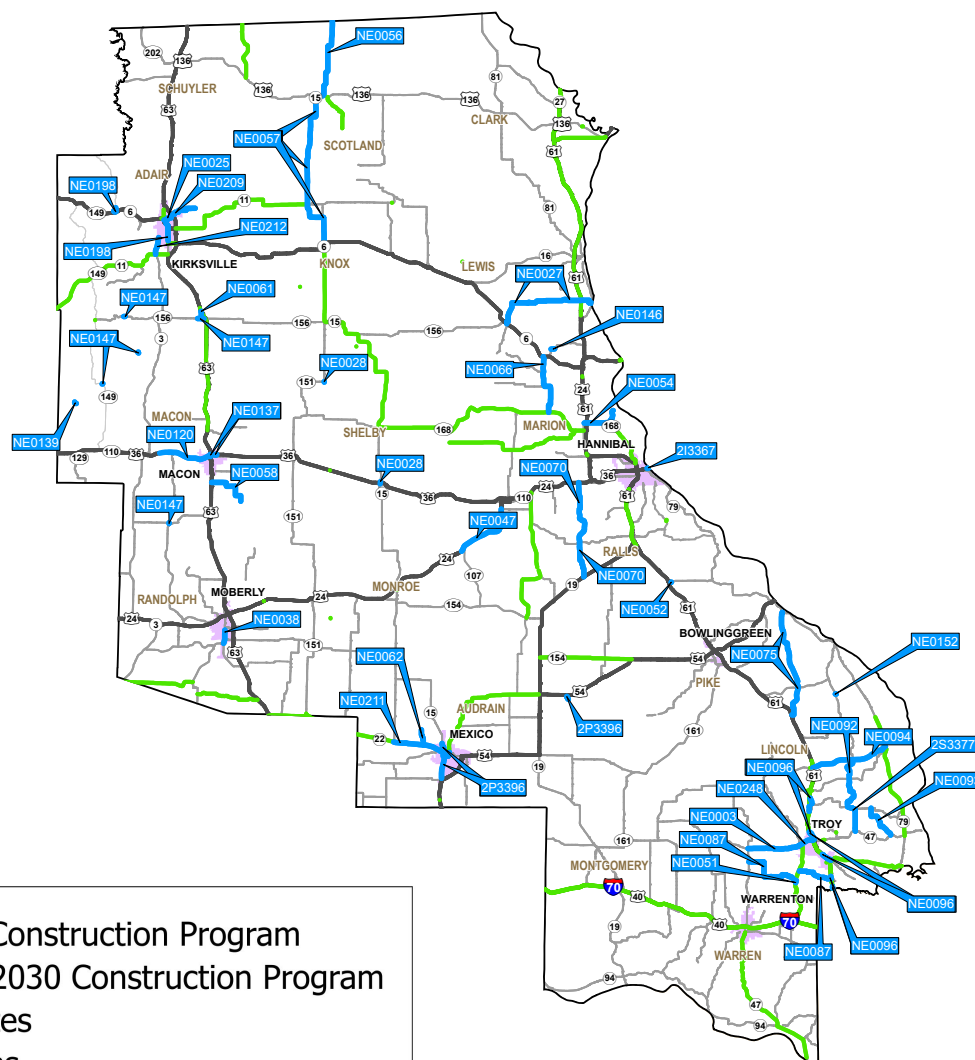 NE0056
202
136
SCHUYLER
136
15
136
136
81
27
CLARK
136
63
NE0057
SCOTLAND
61
ADAIR
NE0025
NE0209
NE0198
149
6
11
81
NE0212
NE0198
6
KNOX
16
KIRKSVILLE
LEWIS
149
11
61
NE0027
NE0061
NE0147
156
156
15
156
NE0146
NE0147
3
NE0147
6
63
NE0066
151
NE0028
24
NE0054
149
61
MACON
NE0137
NE0139
NE0120
SHELBY
168
MARION
168
HANNIBAL
129
110
36
36
NE0028
NE0070
2I3367
MACON
NE0058
36
15
36
110
24
61
NE0147
63
151
79
NE0047
RALLS
24
107
NE0070
19
MONROE
MOBERLY
RANDOLPH
24
154
NE0052
61
24
3
NE0038
151
BOWLINGGREEN
63
154
54
NE0075
NE0152
NE0062
PIKE
54
NE0211
15
AUDRAIN
61
2P3396
22
MEXICO
161
NE0092
NE0094
2S3377
54
19
LINCOLN
NE0096
61
2P3396
NE0248
NE009
NE0003
TROY
79
161
47
NE0087
MONTGOMERY
NE0051
70
40
WARRENTON
NE0096
19
40
70
NE0087
NE0096
WARREN
94
47
94
Construction Program
2030 Construction Program